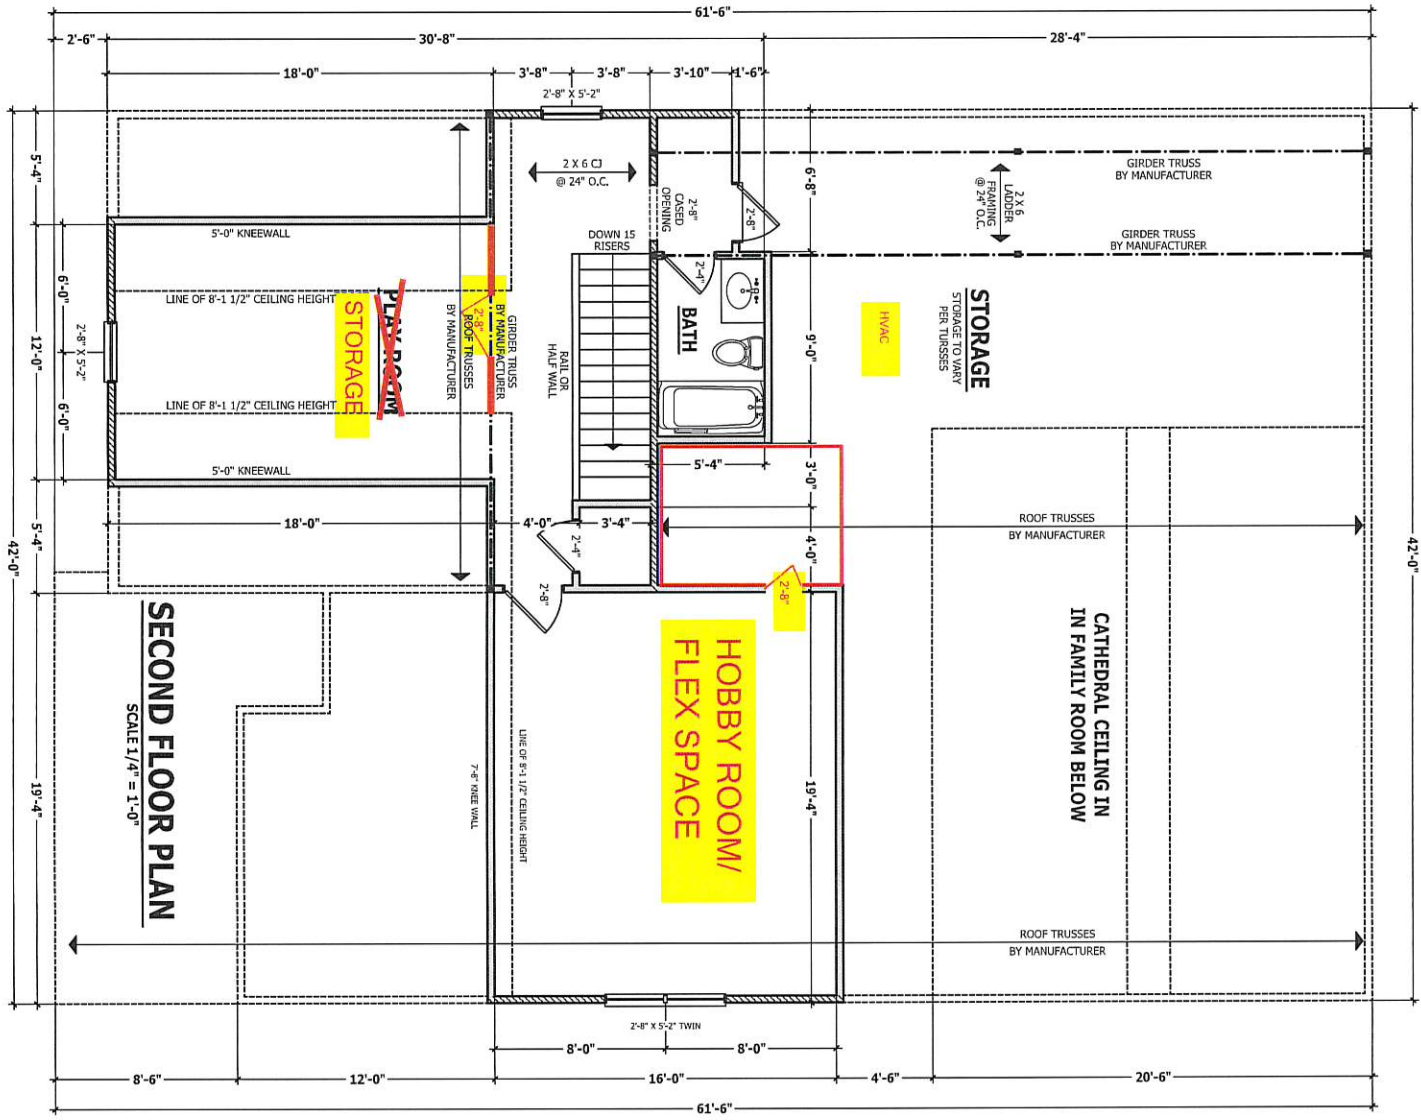 61'-6"
2'-6"
30'-8"
28'-4"
18'-0"
3'-8"
3'-8"
3'-10"
1'-6"
2'-8" X 5'-2"
5'-4"
2 X 6 CJ
@ 24" O.C.
2'-8"
CASED
OPENING
2'-8"
6'-8"
2 X 6
LADDER
FRAMING
@ 24" O.C.
GIRDER TRUSS
BY MANUFACTURER
GIRDER TRUSS
BY MANUFACTURER
5'-0" KNEEWALL
DOWN 15
RISERS
2'-4"
6'-0"
LINE OF 8'-1 1/2" CEILING HEIGHT
PLAY ROOM
STORAGE
2'-8"
GIRDER TRUSS
BY MANUFACTURER
ROOF TRUSSES
BY MANUFACTURER
BATH
9'-0"
HVAC
STORAGE
STORAGE TO VARY
PER TURSSES
2'-8" X 5'-2"
12'-0"
RAIL OR
HALF WALL
6'-0"
LINE OF 8'-1 1/2" CEILING HEIGHT
5'-0" KNEEWALL
5'-4"
3'-0"
5'-4"
18'-0"
4'-0"
3'-4"
2'-4"
4'-0"
ROOF TRUSSES
BY MANUFACTURER
42'-0"
42'-0"
2'-8"
2'-8"
HOBBY ROOM/
FLEX SPACE
CATHEDRAL CEILING IN
IN FAMILY ROOM BELOW
SECOND FLOOR PLAN
SCALE 1/4" = 1'-0"
19'-4"
7'-6" KNEE WALL
LINE OF 8'-1 1/2" CEILING HEIGHT
19'-4"
ROOF TRUSSES
BY MANUFACTURER
2'-8" X 5'-2" TWIN
8'-0"
8'-0"
8'-6"
12'-0"
16'-0"
4'-6"
20'-6"
61'-6"